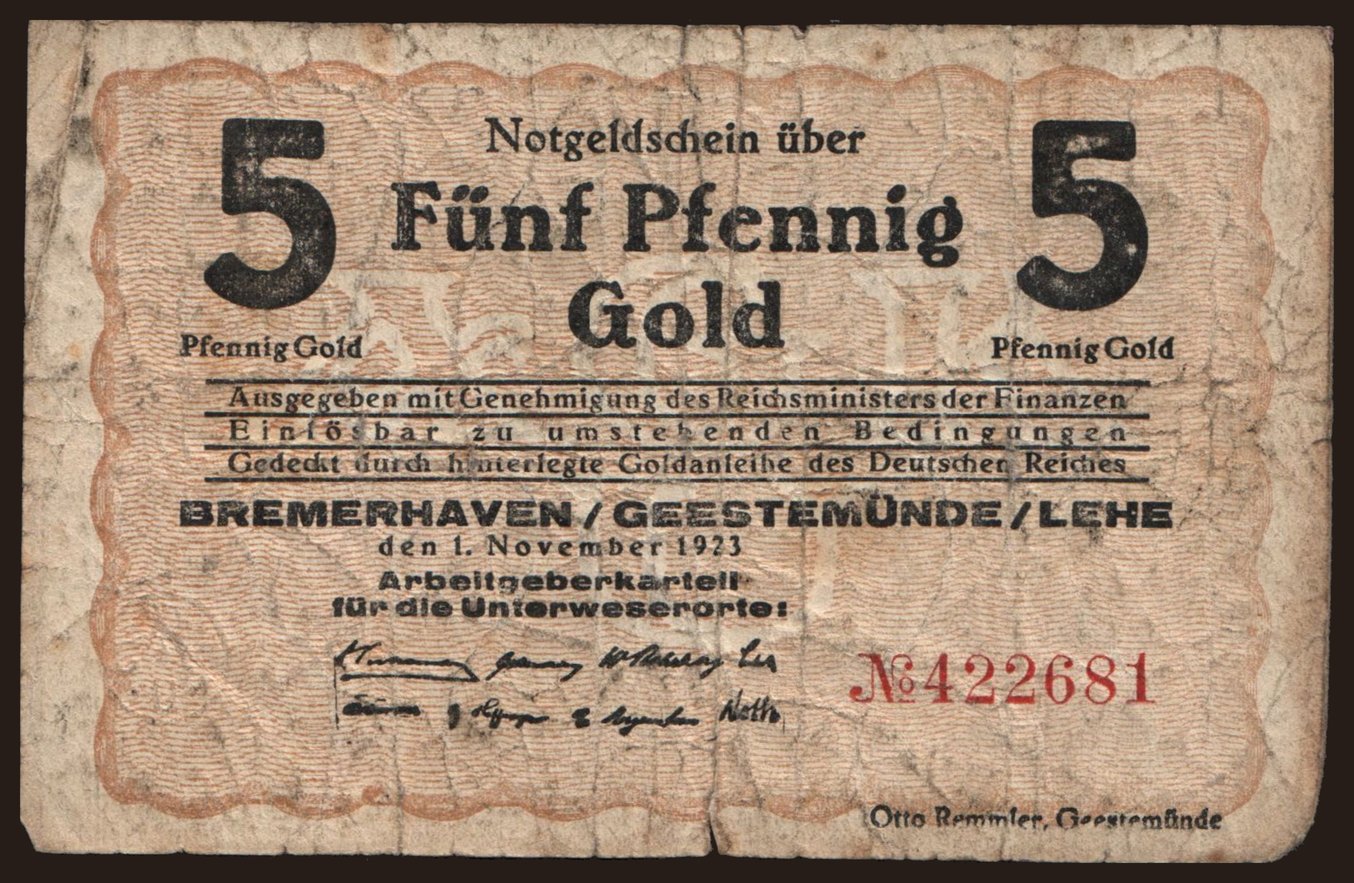 Notgeldschein über
5 Fünf Pfennig 5
Gold
Pfennig Gold Pfennig Gold
Ausgegeben mit Genehmigung des Reichsministers der Finanzen
Einlösbar zu umstehenden Bedingungen
Gedeckt durch hinterlegte Goldanleihe des Deutschen Reiches
BREMERHAVEN / GEESTEMÜNDE / LEHE
den 1. November 1923
Arbeitgeberkartell
für die Unterweserorte:
№ 422681
Otto Remmler, Geestemünde